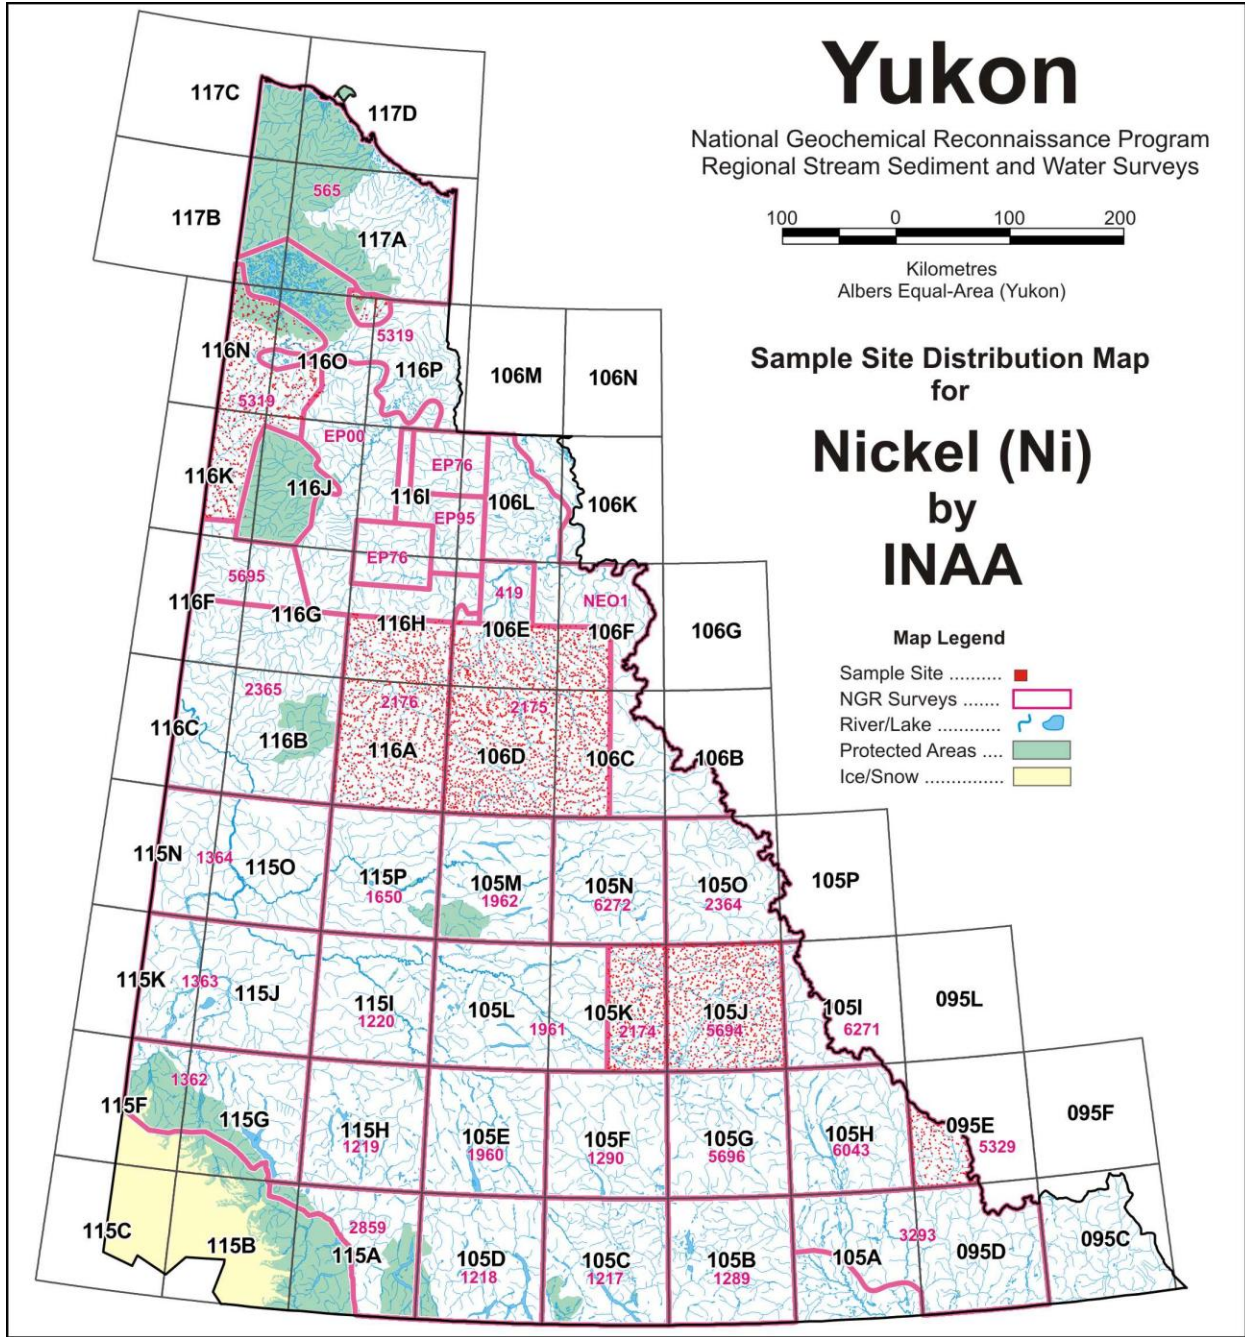 Yukon
National Geochemical Reconnaissance Program
Regional Stream Sediment and Water Surveys
100 0 100 200
Kilometres
Albers Equal-Area (Yukon)
Sample Site Distribution Map
for
Nickel (Ni)
by
INAA
Map Legend
Sample Site ..........
NGR Surveys .......
River/Lake ............
Protected Areas ....
Ice/Snow ...............
117C
117D
565
117B
117A
5319
116N
116O
116P
106M
106N
5319
EP00
EP76
116K
116J
116I
106L
106K
EP95
EP76
5695
419
NEO1
116F
116G
116H
106E
106F
106G
2365
2176
2175
116C
116B
116A
106D
106C
106B
115N
1364
115O
115P
1650
105M
1962
105N
6272
105O
2364
105P
115K
1363
115J
115I
1220
105L
1961
105K
2174
105J
5694
105I
6271
095L
1362
115F
115G
115H
1219
105E
1960
105F
1290
105G
5696
105H
6043
095E
5329
095F
115C
115B
2859
115A
105D
1218
105C
1217
105B
1289
105A
3293
095D
095C